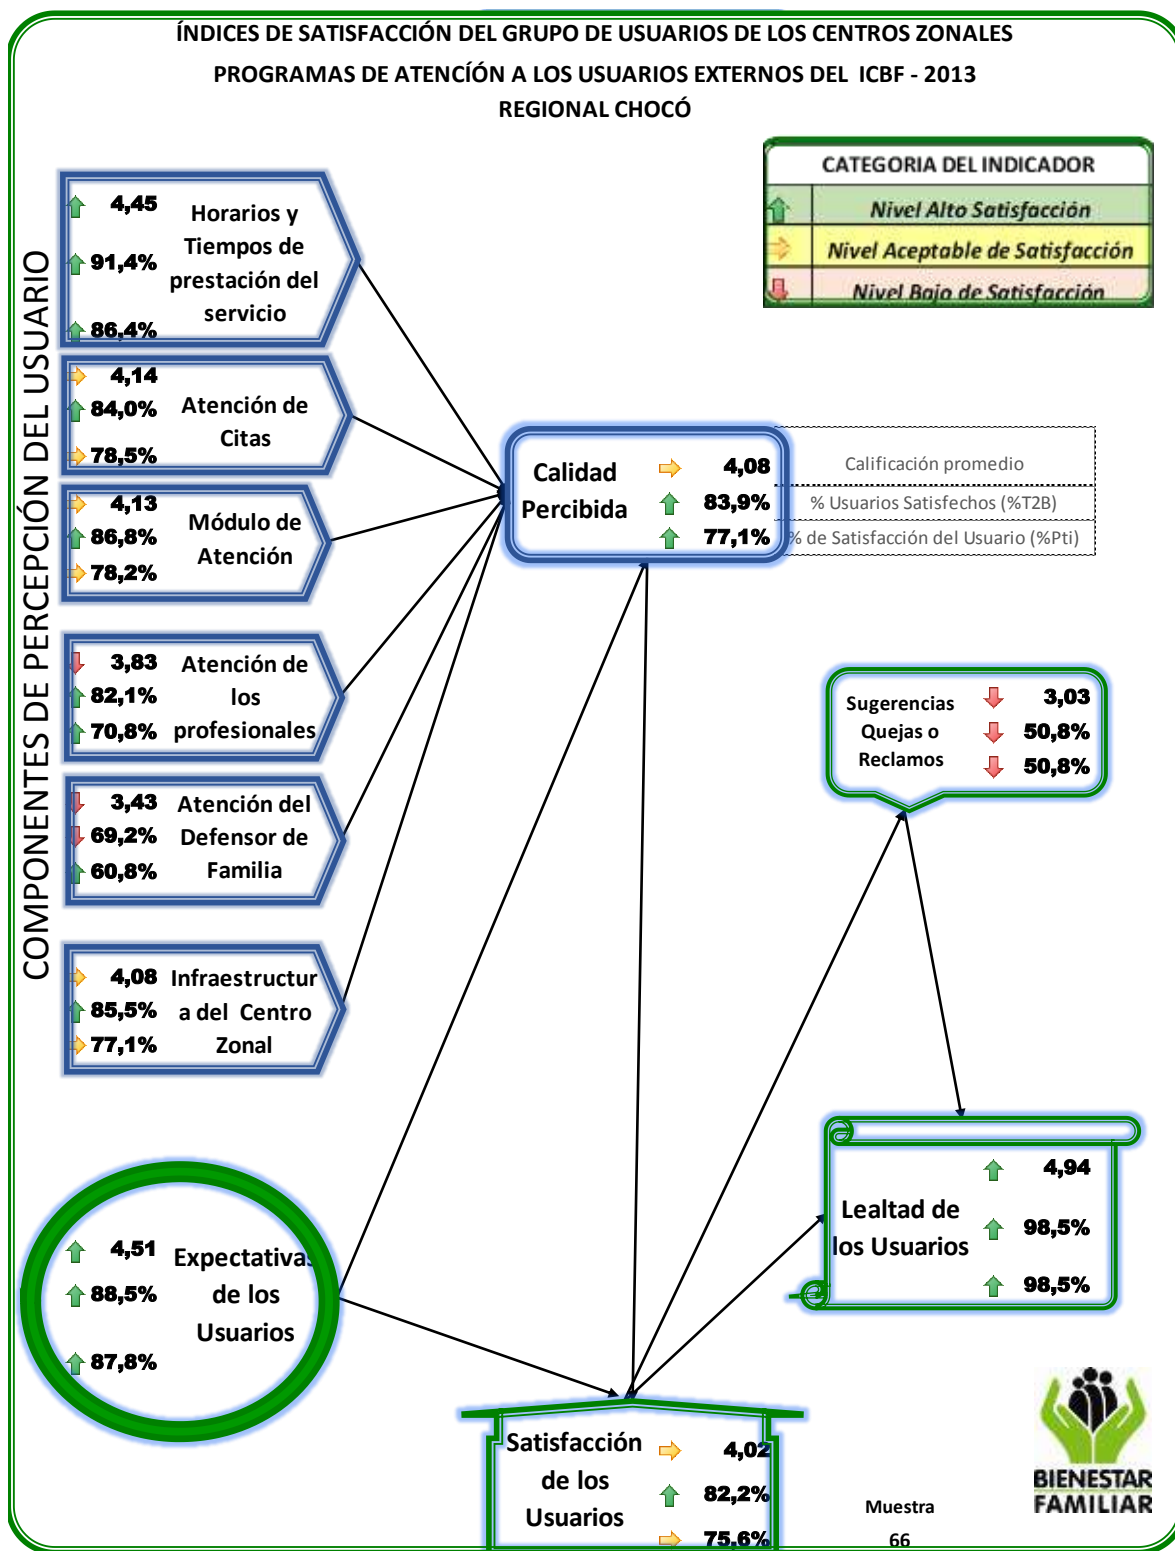 ÍNDICES DE SATISFACCIÓN DEL GRUPO DE USUARIOS DE LOS CENTROS ZONALES
PROGRAMAS DE ATENCÍÓN A LOS USUARIOS EXTERNOS DEL ICBF - 2013
REGIONAL CHOCÓ
CATEGORIA DEL INDICADOR
Nivel Alto Satisfacción
Nivel Aceptable de Satisfacción
Nivel Bajo de Satisfacción
COMPONENTES DE PERCEPCIÓN DEL USUARIO
4,45
91,4%
86,4%
Horarios y
Tiempos de
prestación del
servicio
4,14
84,0%
78,5%
Atención de
Citas
4,13
86,8%
78,2%
Módulo de
Atención
3,83
82,1%
70,8%
Atención de
los
profesionales
3,43
69,2%
60,8%
Atención del
Defensor de
Familia
4,08
85,5%
77,1%
Infraestructur
a del Centro
Zonal
Calidad
Percibida
4,08
83,9%
77,1%
Calificación promedio
% Usuarios Satisfechos (%T2B)
% de Satisfacción del Usuario (%Pti)
Sugerencias
Quejas o
Reclamos
3,03
50,8%
50,8%
Lealtad de
los Usuarios
4,94
98,5%
98,5%
4,51
88,5%
87,8%
Expectativas
de los
Usuarios
Satisfacción
de los
Usuarios
4,02
82,2%
75,6%
Muestra
66
BIENESTAR
FAMILIAR